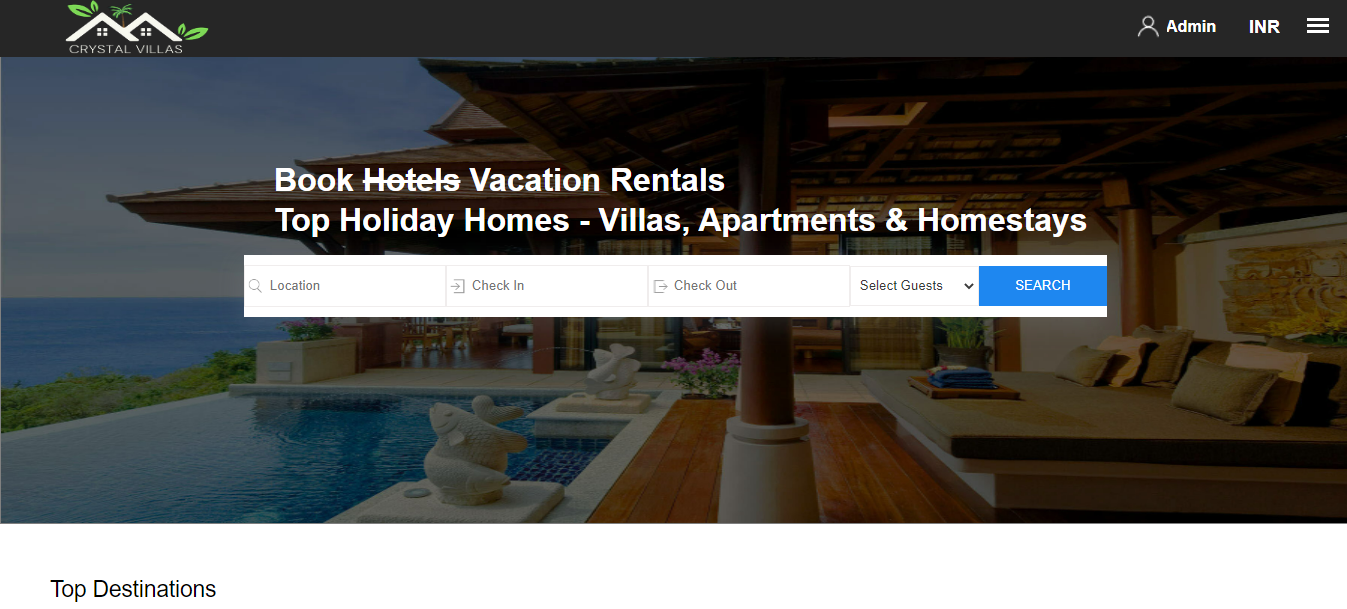 CRYSTAL VILLAS
Admin
INR
Book Hotels Vacation Rentals
Top Holiday Homes - Villas, Apartments & Homestays
Location
Check In
Check Out
Select Guests
SEARCH
Top Destinations